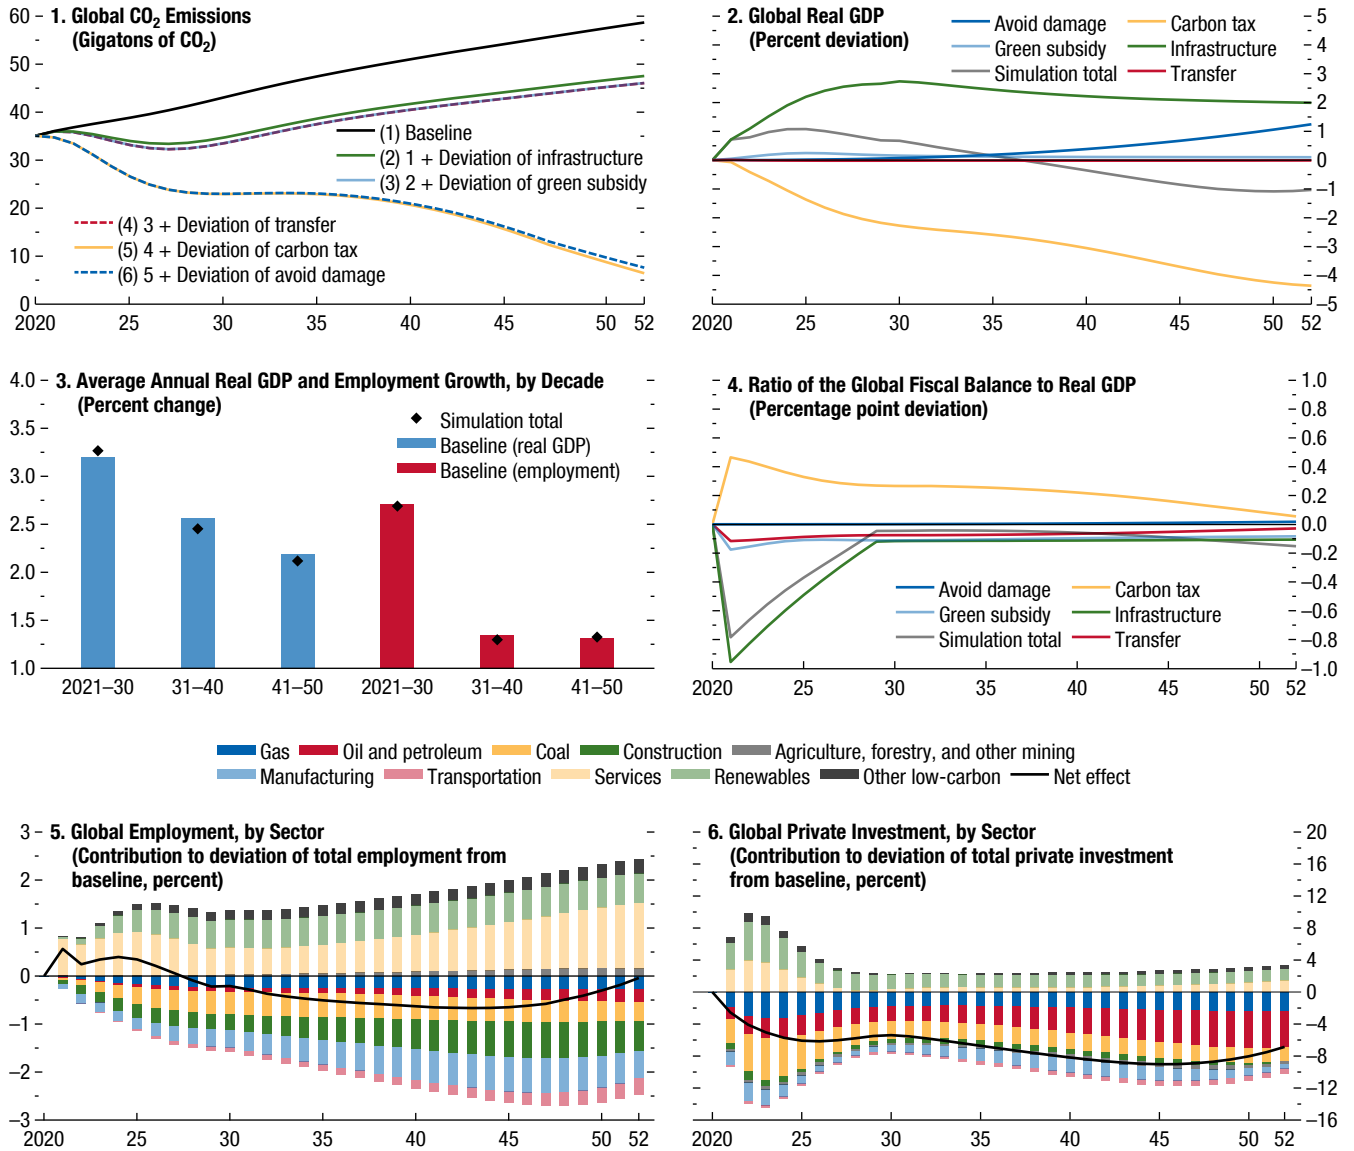 1. Global CO2 Emissions
(Gigatons of CO2)
60
50
40
30
20
10
0
(1) Baseline
(2) 1 + Deviation of infrastructure
(3) 2 + Deviation of green subsidy
(4) 3 + Deviation of transfer
(5) 4 + Deviation of carbon tax
(6) 5 + Deviation of avoid damage
2020 25 30 35 40 45 50 52
2. Global Real GDP
(Percent deviation)
Avoid damage Carbon tax
Green subsidy Infrastructure
Simulation total Transfer
5
4
3
2
1
0
–1
–2
–3
–4
–5
2020 25 30 35 40 45 50 52
3. Average Annual Real GDP and Employment Growth, by Decade
(Percent change)
4.0
3.5
3.0
2.5
2.0
1.5
1.0
Simulation total
Baseline (real GDP)
Baseline (employment)
2021–30 31–40 41–50 2021–30 31–40 41–50
4. Ratio of the Global Fiscal Balance to Real GDP
(Percentage point deviation)
1.0
0.8
0.6
0.4
0.2
0.0
–0.2
–0.4
–0.6
–0.8
–1.0
Avoid damage Carbon tax
Green subsidy Infrastructure
Simulation total Transfer
2020 25 30 35 40 45 50 52
Gas Oil and petroleum Coal Construction Agriculture, forestry, and other mining
Manufacturing Transportation Services Renewables Other low-carbon Net effect
5. Global Employment, by Sector
(Contribution to deviation of total employment from
baseline, percent)
3
2
1
0
–1
–2
–3
2020 25 30 35 40 45 50 52
6. Global Private Investment, by Sector
(Contribution to deviation of total private investment
from baseline, percent)
20
16
12
8
4
0
–4
–8
–12
–16
2020 25 30 35 40 45 50 52